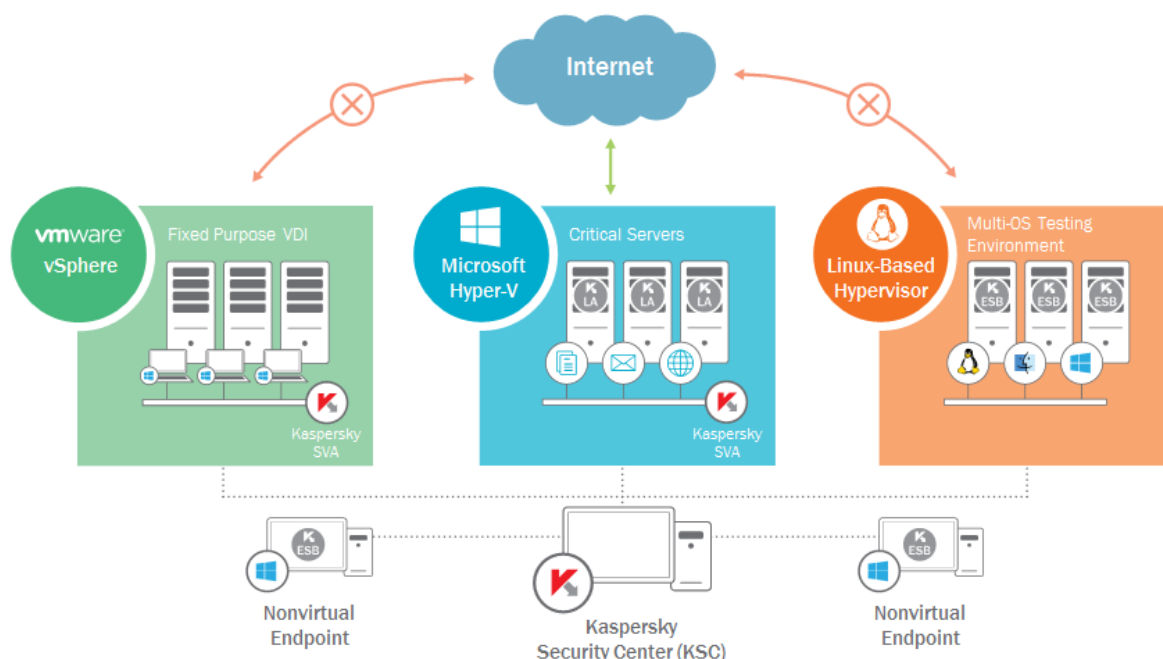 Internet
vmware
vSphere
Fixed Purpose VDI
Kaspersky
SVA
Microsoft
Hyper-V
Critical Servers
LA
LA
LA
Kaspersky
SVA
Linux-Based
Hypervisor
Multi-OS Testing
Environment
ESB
ESB
ESB
ESB
Nonvirtual
Endpoint
Kaspersky
Security Center (KSC)
ESB
Nonvirtual
Endpoint